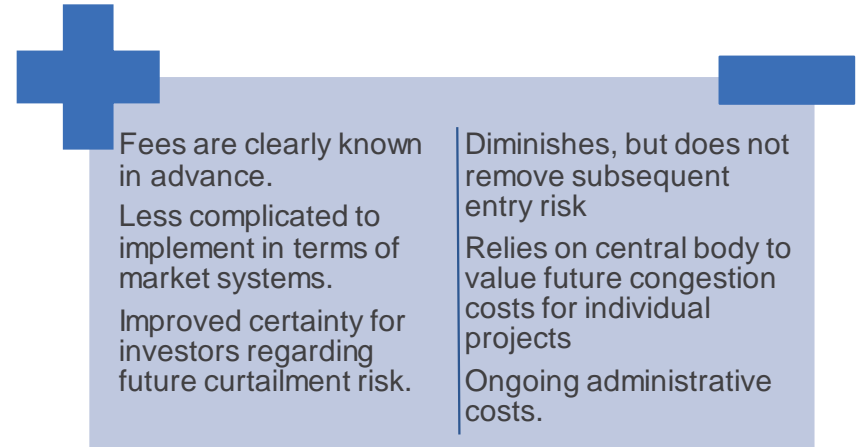 Fees are clearly known
in advance.
Less complicated to
implement in terms of
market systems.
Improved certainty for
investors regarding
future curtailment risk.
Diminishes, but does not
remove subsequent
entry risk
Relies on central body to
value future congestion
costs for individual
projects
Ongoing administrative
costs.